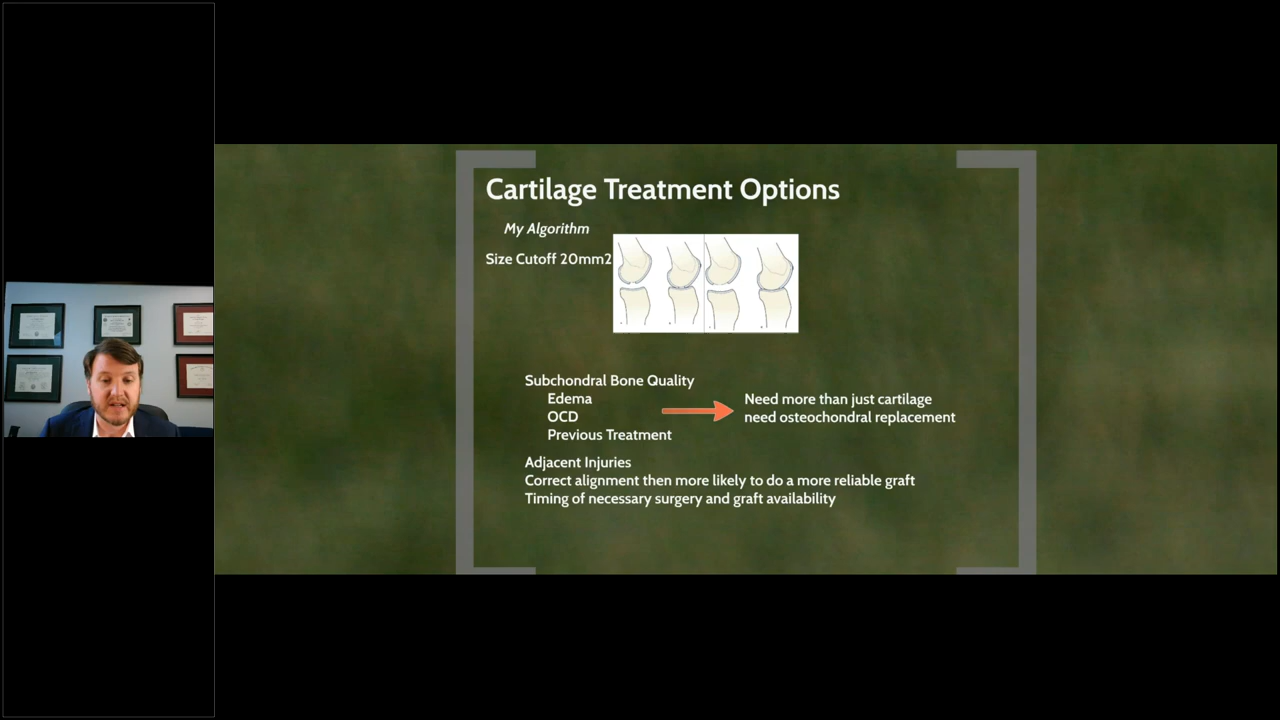 Cartilage Treatment Options
My Algorithm
Size Cutoff 20mm2
Subchondral Bone Quality
Edema
OCD
Previous Treatment
Need more than just cartilage
need osteochondral replacement
Adjacent Injuries
Correct alignment then more likely to do a more reliable graft
Timing of necessary surgery and graft availability